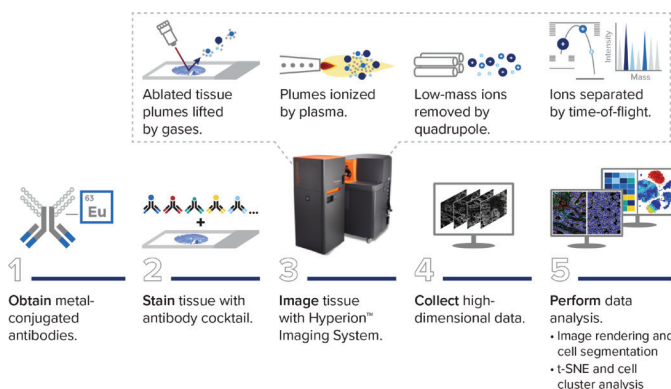 Ablated tissue
plumes lifted
by gases.
Plumes ionized
by plasma.
Low-mass ions
removed by
quadrupole.
Intensity
Mass
Ions separated
by time-of-flight.
63
Eu
+
...
1
Obtain metal-
conjugated
antibodies.
2
Stain tissue with
antibody cocktail.
3
Image tissue
with Hyperion™
Imaging System.
4
Collect high-
dimensional data.
5
Perform data
analysis.
• Image rendering and
cell segmentation
• t-SNE and cell
cluster analysis